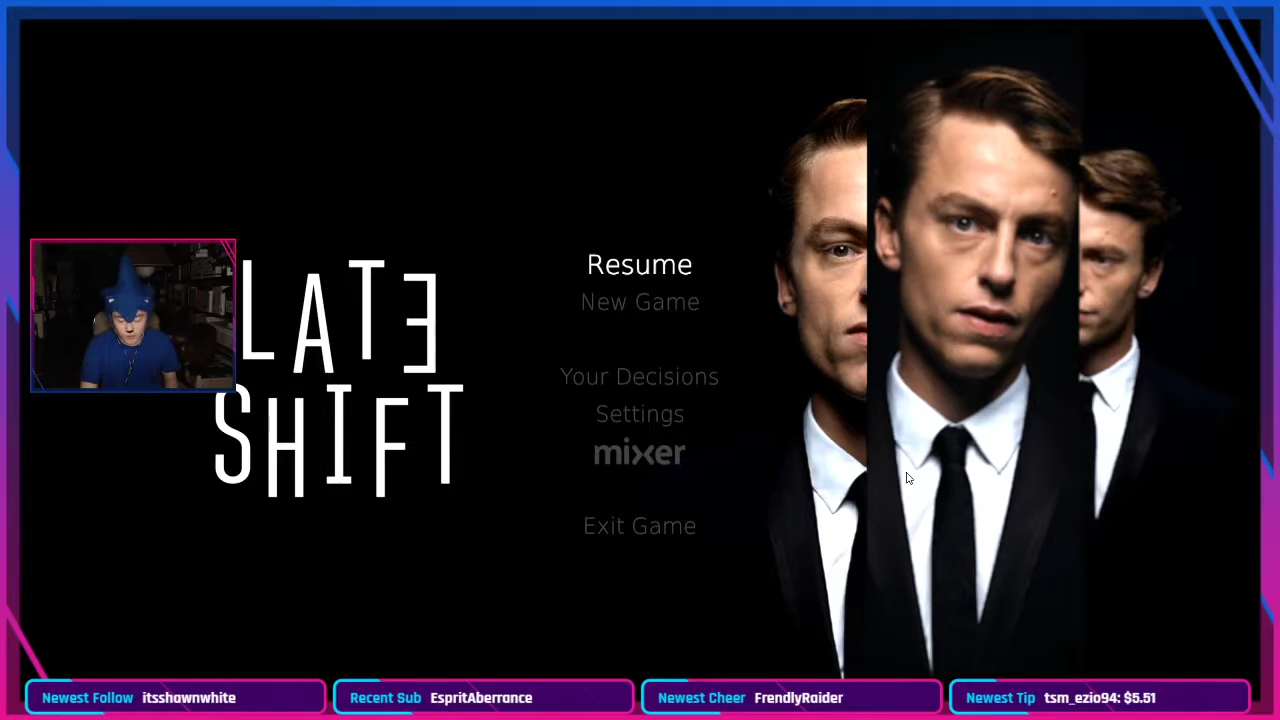 LATE
SHIFT
Resume
New Game
Your Decisions
Settings
mixer
Exit Game
Newest Follow itsshawnwhite
Recent Sub EspritAberrance
Newest Cheer FrendlyRaider
Newest Tip tsm_ezio94: $5.51